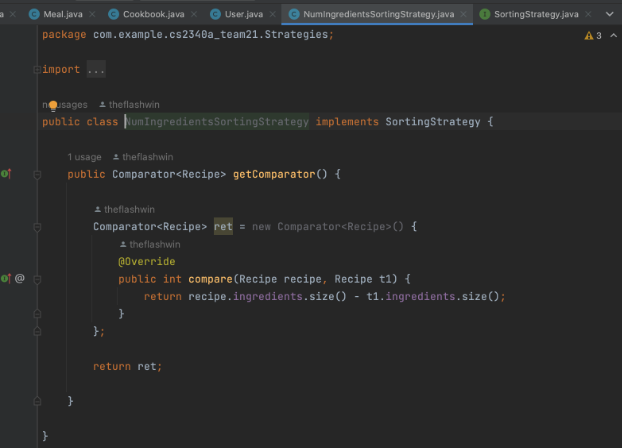 a Meal.java Cookbook.java User.java NumIngredientsSortingStrategy.java SortingStrategy.java
package com.example.cs2340a_team21.Strategies;
3
import ...
usages theflashwin
public class NumIngredientsSortingStrategy implements SortingStrategy {
1 usage theflashwin
public Comparator<Recipe> getComparator() {
theflashwin
Comparator<Recipe> ret = new Comparator<Recipe>() {
theflashwin
@Override
public int compare(Recipe recipe, Recipe t1) {
return recipe.ingredients.size() - t1.ingredients.size();
}
};
return ret;
}
}